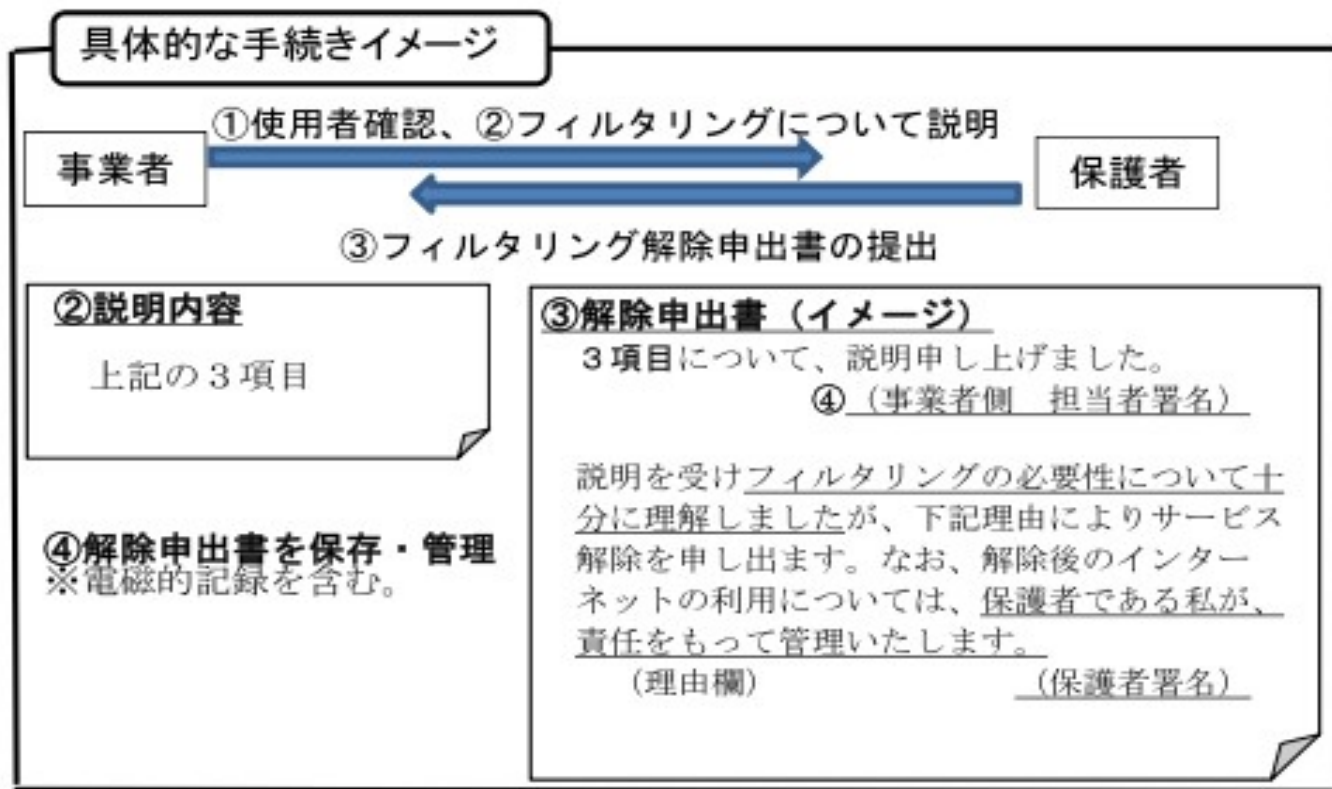 具体的な手続きイメージ
①使用者確認、②フィルタリングについて説明
事業者
保護者
③フィルタリング解除申出書の提出
②説明内容
上記の3項目
④解除申出書を保存・管理
※電磁的記録を含む。
③解除申出書（イメージ）
３項目について、説明申し上げました。
④（事業者側　担当者署名）
説明を受けフィルタリングの必要性について十
分に理解しましたが、下記理由によりサービス
解除を申し出ます。なお、解除後のインター
ネットの利用については、保護者である私が、
責任をもって管理いたします。
（理由欄）　（保護者署名）